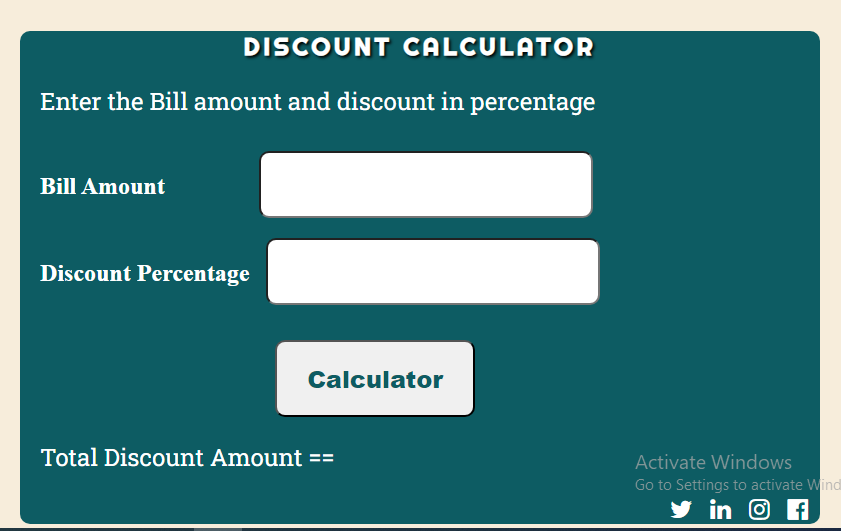 DISCOUNT CALCULATOR
Enter the Bill amount and discount in percentage
Bill Amount
Discount Percentage
Calculator
Total Discount Amount ==
Activate Windows
Go to Settings to activate Wind